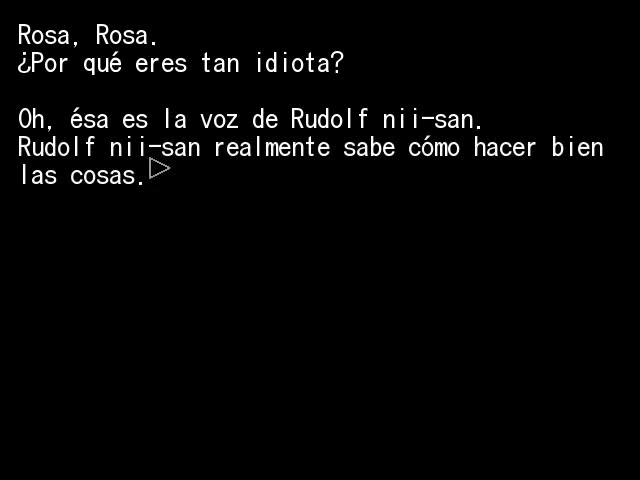 Rosa, Rosa.
¿Por qué eres tan idiota?
Oh, ésa es la voz de Rudolf nii-san.
Rudolf nii-san realmente sabe cómo hacer bien
las cosas.